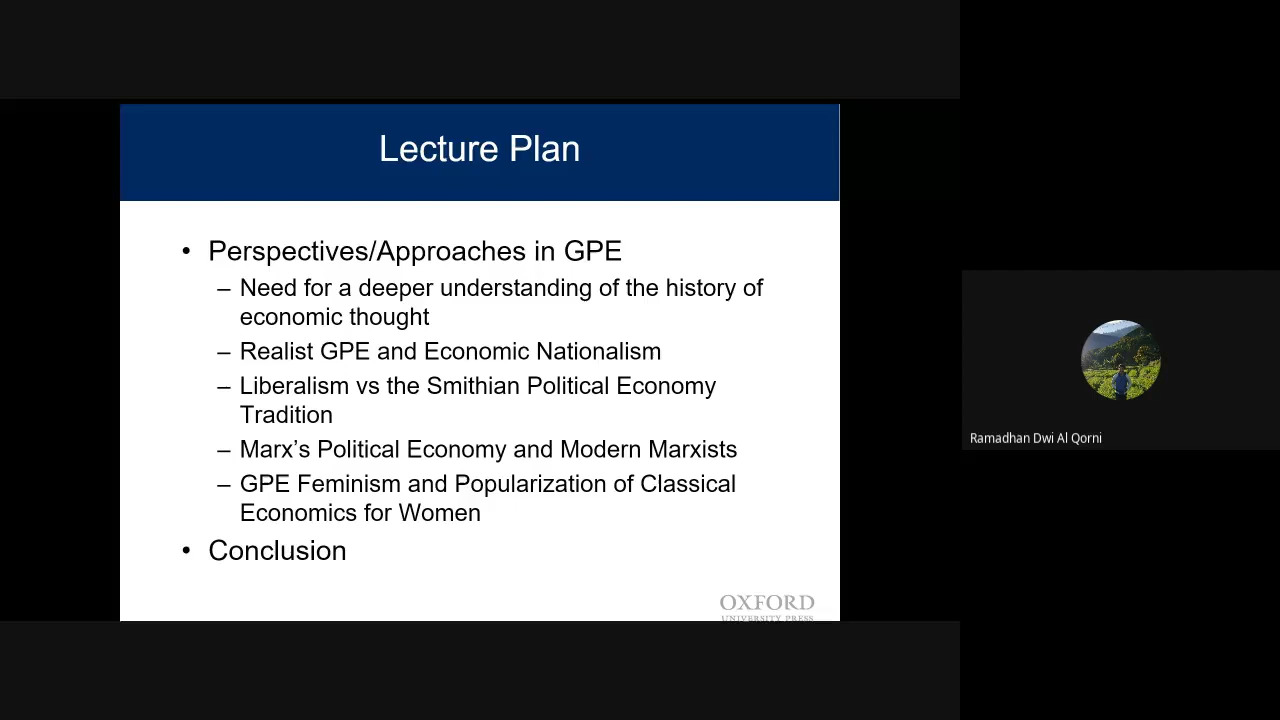 Lecture Plan
• Perspectives/Approaches in GPE
– Need for a deeper understanding of the history of
economic thought
– Realist GPE and Economic Nationalism
– Liberalism vs the Smithian Political Economy
Tradition
– Marx's Political Economy and Modern Marxists
– GPE Feminism and Popularization of Classical
Economics for Women
• Conclusion
OXFORD
UNIVERSITY PRESS
Ramadhan Dwi Al Qorni